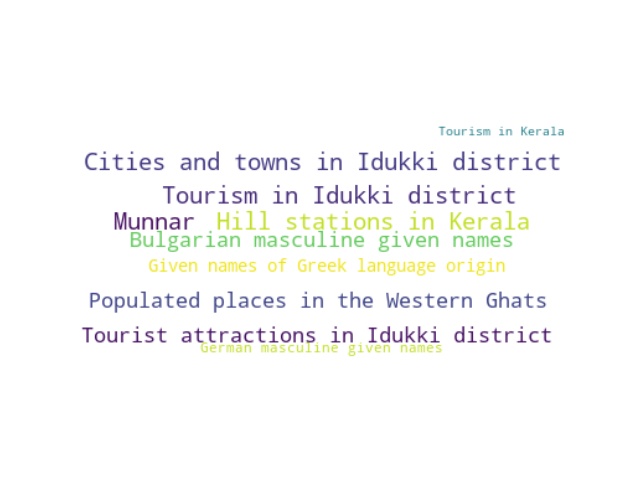 Tourism in Kerala
Cities and towns in Idukki district
Tourism in Idukki district
Munnar Hill stations in Kerala
Bulgarian masculine given names
Given names of Greek language origin
Populated places in the Western Ghats
Tourist attractions in Idukki district
German masculine given names